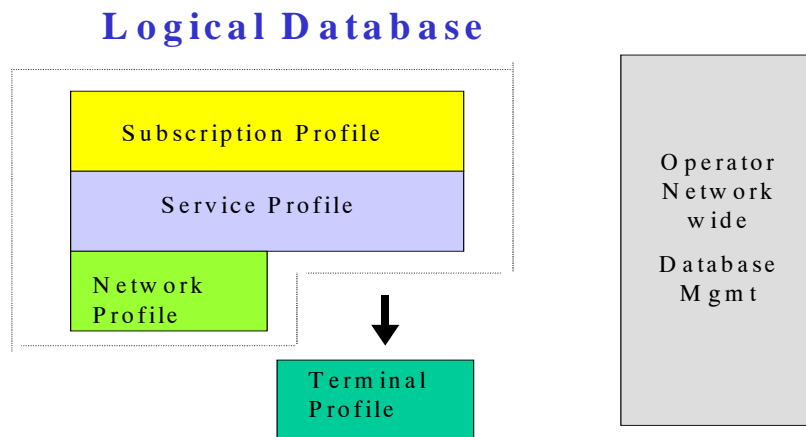 Logical Database
Subscription Profile
Service Profile
Network
Profile
Terminal
Profile
Operator
Network
wide
Database
Mgmt